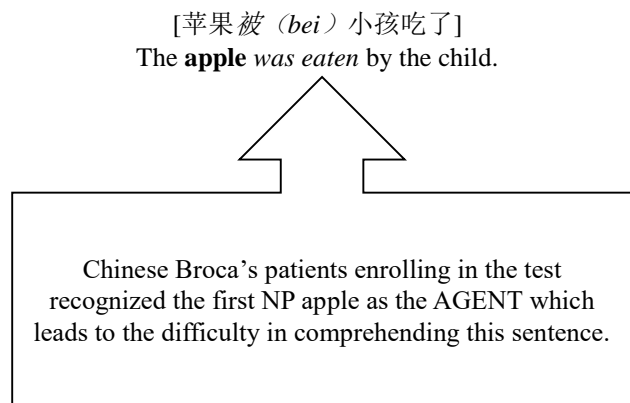 [苹果被（bei）小孩吃了]
The apple was eaten by the child.
Chinese Broca’s patients enrolling in the test
recognized the first NP apple as the AGENT which
leads to the difficulty in comprehending this sentence.